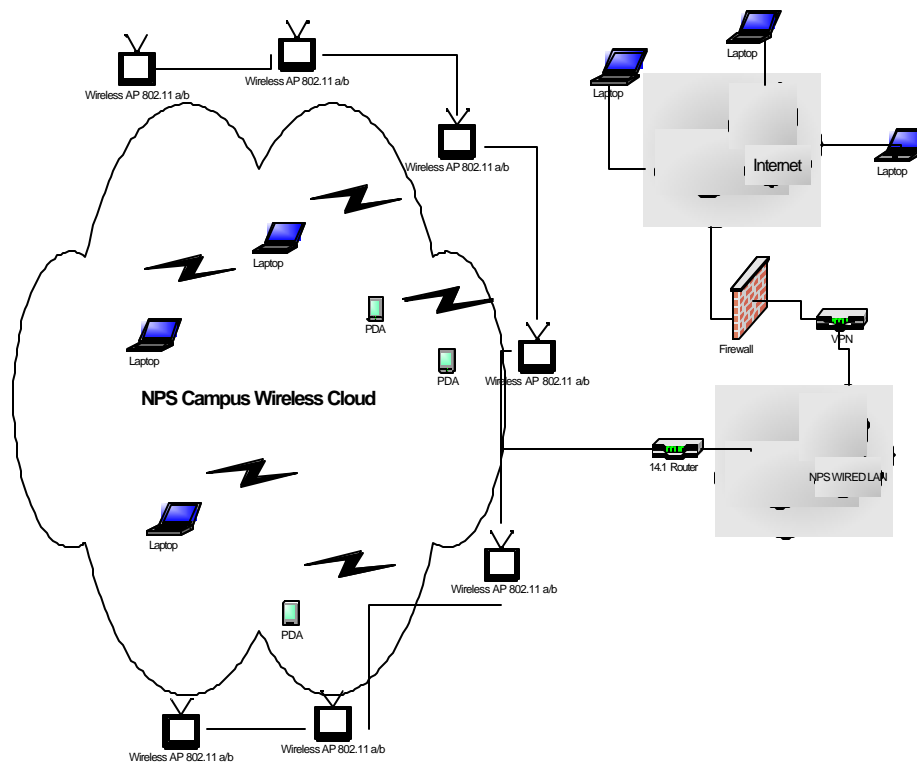 Laptop
Wireless AP 802.11 a/b
Wireless AP 802.11 a/b
Laptop
Wireless AP 802.11 a/b
Internet
Laptop
Laptop
PDA
VPN
Firewall
Laptop
PDA
Wireless AP 802.11 a/b
NPS Campus Wireless Cloud
14.1 Router
NPS WIRED LAN
Laptop
Wireless AP 802.11 a/b
PDA
Wireless AP 802.11 a/b
Wireless AP 802.11 a/b